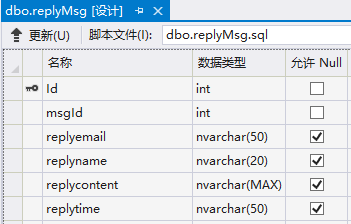 dbo.replyMsg [设计]
更新(U) 脚本文件(I): dbo.replyMsg.sql
名称 数据类型 允许 Null
Id int
msgId int
replyemail nvarchar(50)
replyname nvarchar(20)
replycontent nvarchar(MAX)
replytime nvarchar(50)